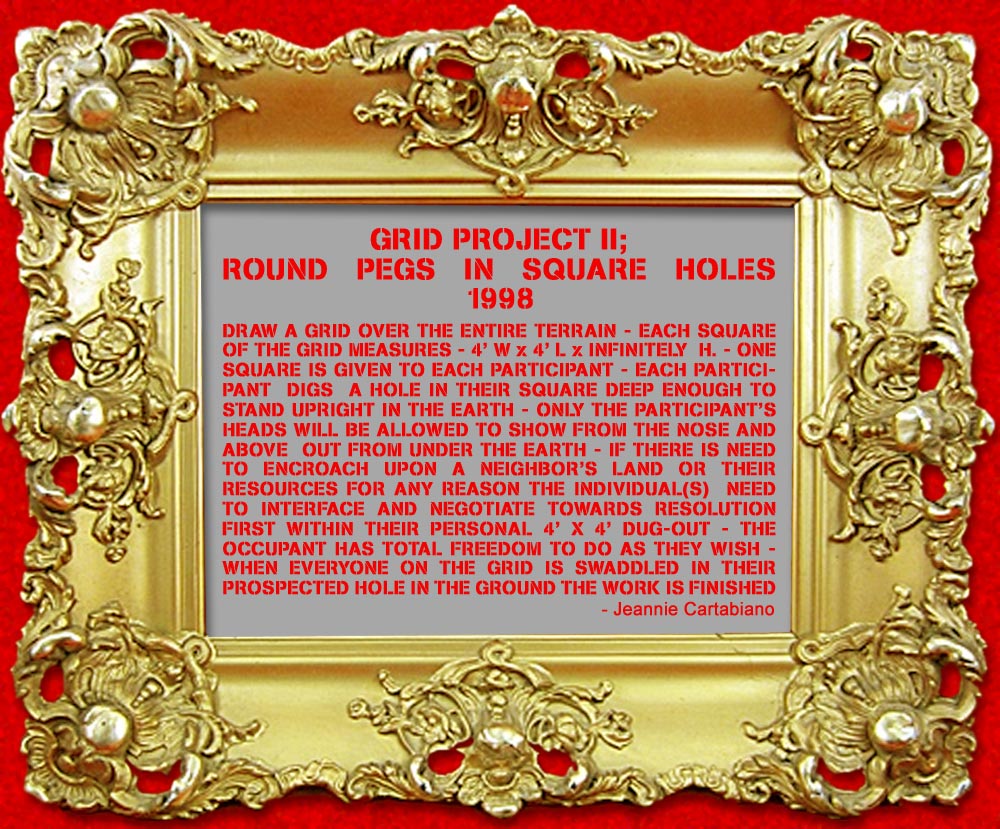 GRID PROJECT II;
ROUND PEGS IN SQUARE HOLES
1998
DRAW A GRID OVER THE ENTIRE TERRAIN - EACH SQUARE
OF THE GRID MEASURES - 4' W x 4' L x INFINITELY H. - ONE
SQUARE IS GIVEN TO EACH PARTICIPANT - EACH PARTICI-
PANT DIGS A HOLE IN THEIR SQUARE DEEP ENOUGH TO
STAND UPRIGHT IN THE EARTH - ONLY THE PARTICIPANT'S
HEADS WILL BE ALLOWED TO SHOW FROM THE NOSE AND
ABOVE OUT FROM UNDER THE EARTH - IF THERE IS NEED
TO ENCROACH UPON A NEIGHBOR'S LAND OR THEIR
RESOURCES FOR ANY REASON THE INDIVIDUAL(S) NEED
TO INTERFACE AND NEGOTIATE TOWARDS RESOLUTION
FIRST WITHIN THEIR PERSONAL 4' X 4' DUG-OUT - THE
OCCUPANT HAS TOTAL FREEDOM TO DO AS THEY WISH -
WHEN EVERYONE ON THE GRID IS SWADDLED IN THEIR
PROSPECTED HOLE IN THE GROUND THE WORK IS FINISHED
- Jeannie Cartabiano